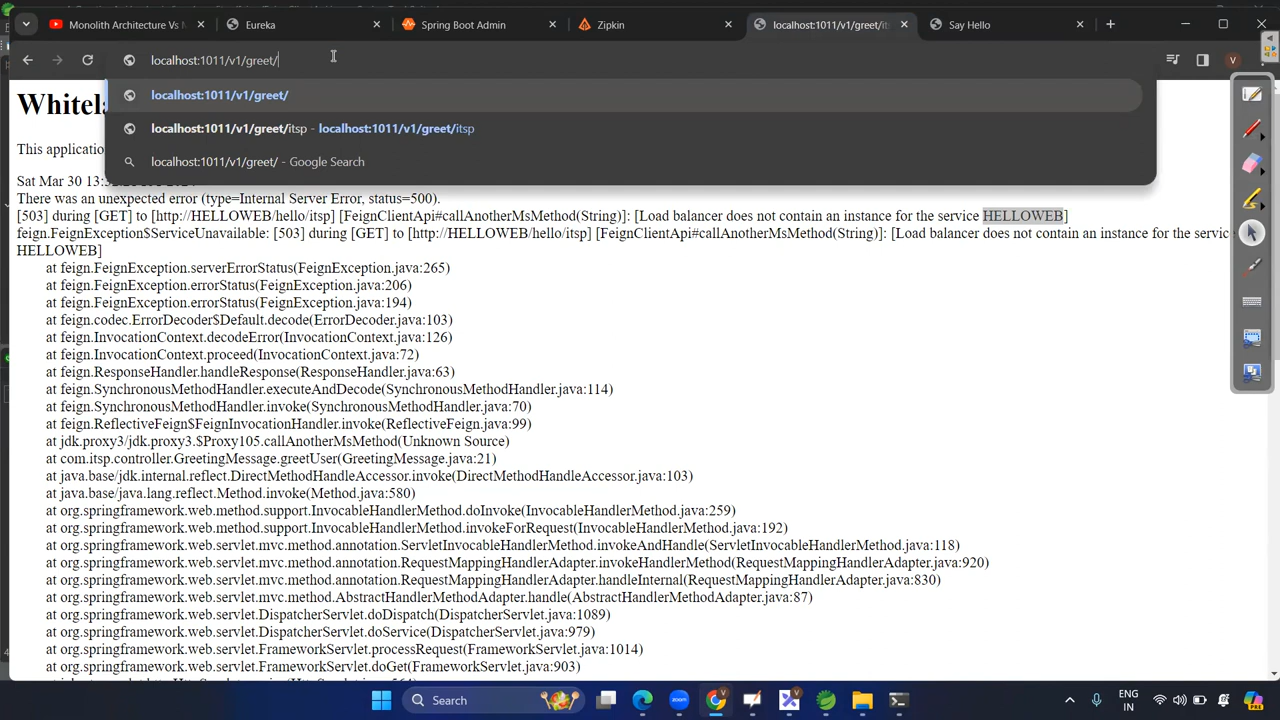 Monolith Architecture Vs M
Eureka
Spring Boot Admin
Zipkin
localhost:1011/v1/greet/it
Say Hello
localhost:1011/v1/greet/
localhost:1011/v1/greet/
localhost:1011/v1/greet/itsp - localhost:1011/v1/greet/itsp
localhost:1011/v1/greet/ - Google Search
Whitela
This application
Sat Mar 30 13:
There was an unexpected error (type=Internal Server Error, status=500).
[503] during [GET] to [http://HELLOWEB/hello/itsp] [FeignClientApi#callAnotherMsMethod(String)]: [Load balancer does not contain an instance for the service HELLOWEB]
feign.FeignException$ServiceUnavailable: [503] during [GET] to [http://HELLOWEB/hello/itsp] [FeignClientApi#callAnotherMsMethod(String)]: [Load balancer does not contain an instance for the service
HELLOWEB]
at feign.FeignException.serverErrorStatus(FeignException.java:265)
at feign.FeignException.errorStatus(FeignException.java:206)
at feign.FeignException.errorStatus(FeignException.java:194)
at feign.codec.ErrorDecoder$Default.decode(ErrorDecoder.java:103)
at feign.InvocationContext.decodeError(InvocationContext.java:126)
at feign.InvocationContext.proceed(InvocationContext.java:72)
at feign.ResponseHandler.handleResponse(ResponseHandler.java:63)
at feign.SynchronousMethodHandler.executeAndDecode(SynchronousMethodHandler.java:114)
at feign.SynchronousMethodHandler.invoke(SynchronousMethodHandler.java:70)
at feign.ReflectiveFeign$FeignInvocationHandler.invoke(ReflectiveFeign.java:99)
at jdk.proxy3/jdk.proxy3.$Proxy105.callAnotherMsMethod(Unknown Source)
at com.itsp.controller.GreetingMessage.greetUser(GreetingMessage.java:21)
at java.base/jdk.internal.reflect.DirectMethodHandleAccessor.invoke(DirectMethodHandleAccessor.java:103)
at java.base/java.lang.reflect.Method.invoke(Method.java:580)
at org.springframework.web.method.support.InvocableHandlerMethod.doInvoke(InvocableHandlerMethod.java:259)
at org.springframework.web.method.support.InvocableHandlerMethod.invokeForRequest(InvocableHandlerMethod.java:192)
at org.springframework.web.servlet.mvc.method.annotation.ServletInvocableHandlerMethod.invokeAndHandle(ServletInvocableHandlerMethod.java:118)
at org.springframework.web.servlet.mvc.method.annotation.RequestMappingHandlerAdapter.invokeHandlerMethod(RequestMappingHandlerAdapter.java:920)
at org.springframework.web.servlet.mvc.method.annotation.RequestMappingHandlerAdapter.handleInternal(RequestMappingHandlerAdapter.java:830)
at org.springframework.web.servlet.mvc.method.AbstractHandlerMethodAdapter.handle(AbstractHandlerMethodAdapter.java:87)
at org.springframework.web.servlet.DispatcherServlet.doDispatch(DispatcherServlet.java:1089)
at org.springframework.web.servlet.DispatcherServlet.doService(DispatcherServlet.java:979)
at org.springframework.web.servlet.FrameworkServlet.processRequest(FrameworkServlet.java:1014)
at org.springframework.web.servlet.FrameworkServlet.doGet(FrameworkServlet.java:903)
Search
ENG
IN